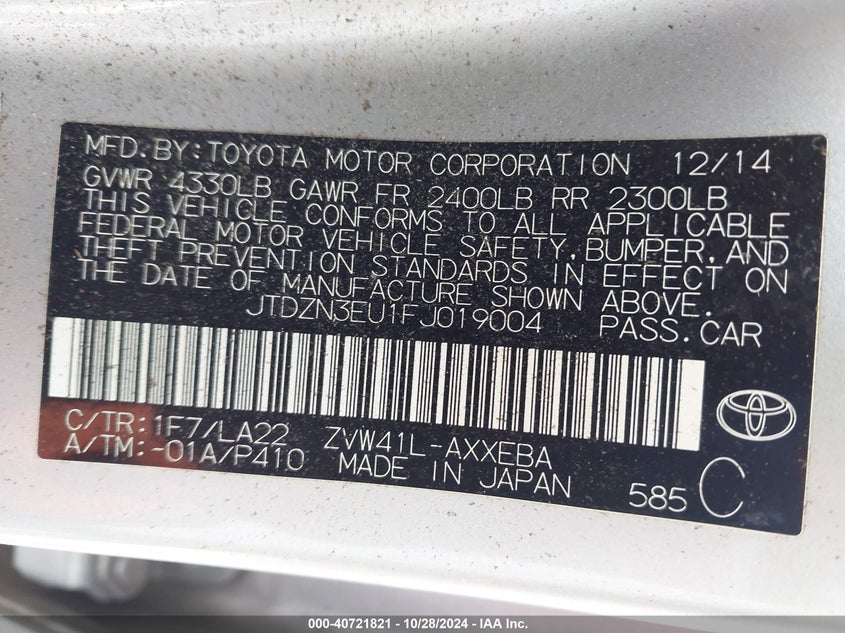 MFD. BY: TOYOTA MOTOR CORPORATION 12/14
GVWR 4330LB GAWR FR 2400LB RR 2300LB
THIS VEHICLE CONFORMS TO ALL APPLICABLE
FEDERAL MOTOR VEHICLE SAFETY, BUMPER, AND
THEFT PREVENTION STANDARDS IN EFFECT ON
THE DATE OF MANUFACTURE SHOWN ABOVE.
JTDZN3EU1FJ019004 PASS. CAR
C/TR: 1F7/LA22 ZVW41L-AXXEBA
A/TM: -01A/P410 MADE IN JAPAN
585 C
000-40721821 - 10/28/2024 - IAA Inc.